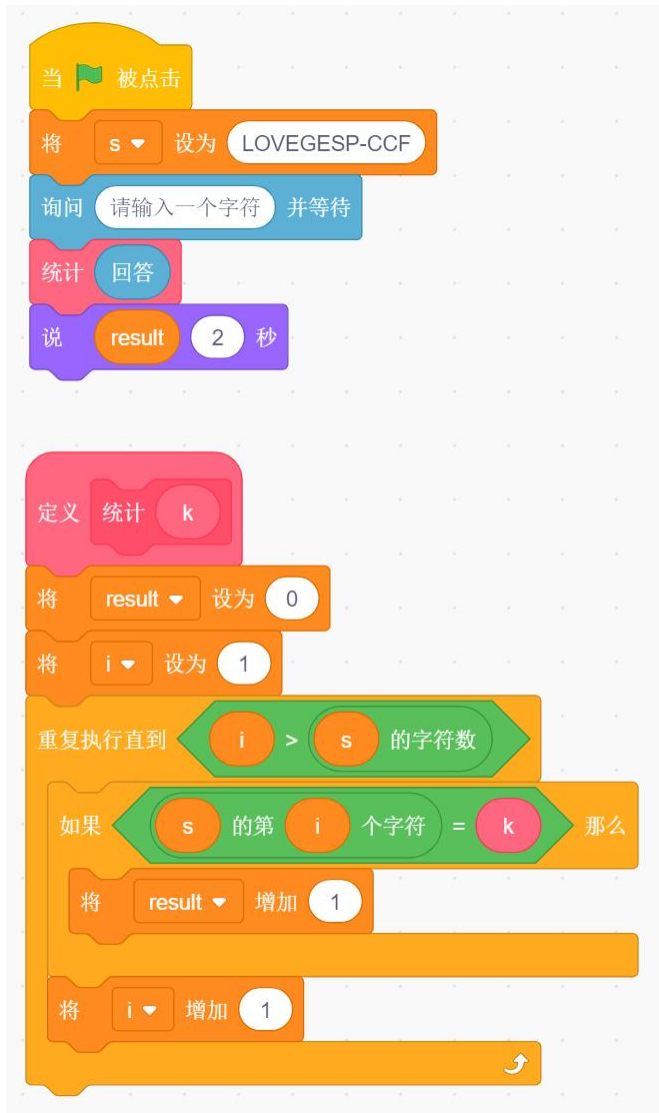 当 被点击
将 s 设为 LOVEGESP-CCF
询问 请输入一个字符 并等待
统计 回答
说 result 2 秒
定义 统计 k
将 result 设为 0
将 i 设为 1
重复执行直到 i > s 的字符数
如果 s 的第 i 个字符 = k 那么
将 result 增加 1
将 i 增加 1